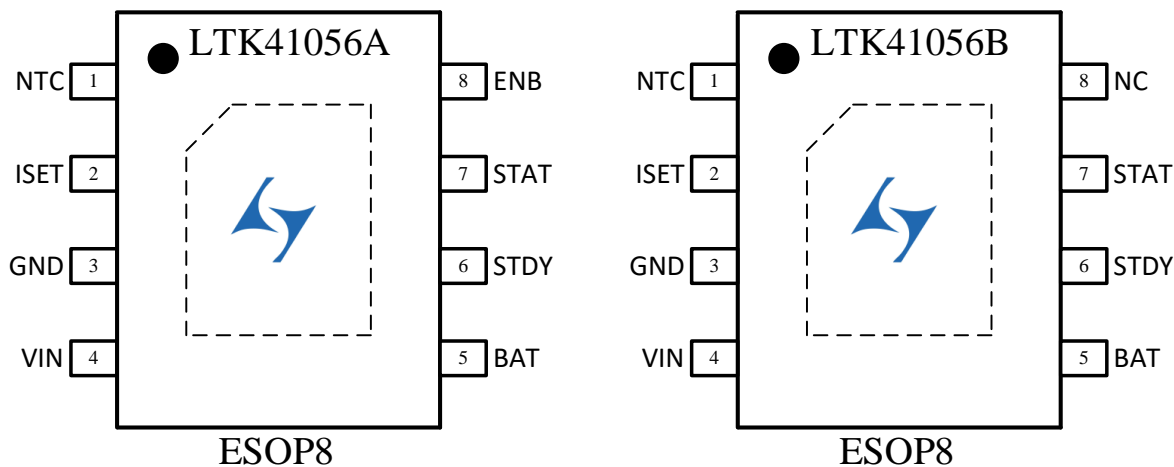 LTK41056A
NTC 1
8 ENB
ISET 2
7 STAT
GND 3
6 STDY
VIN 4
5 BAT
ESOP8
LTK41056B
NTC 1
8 NC
ISET 2
7 STAT
GND 3
6 STDY
VIN 4
5 BAT
ESOP8